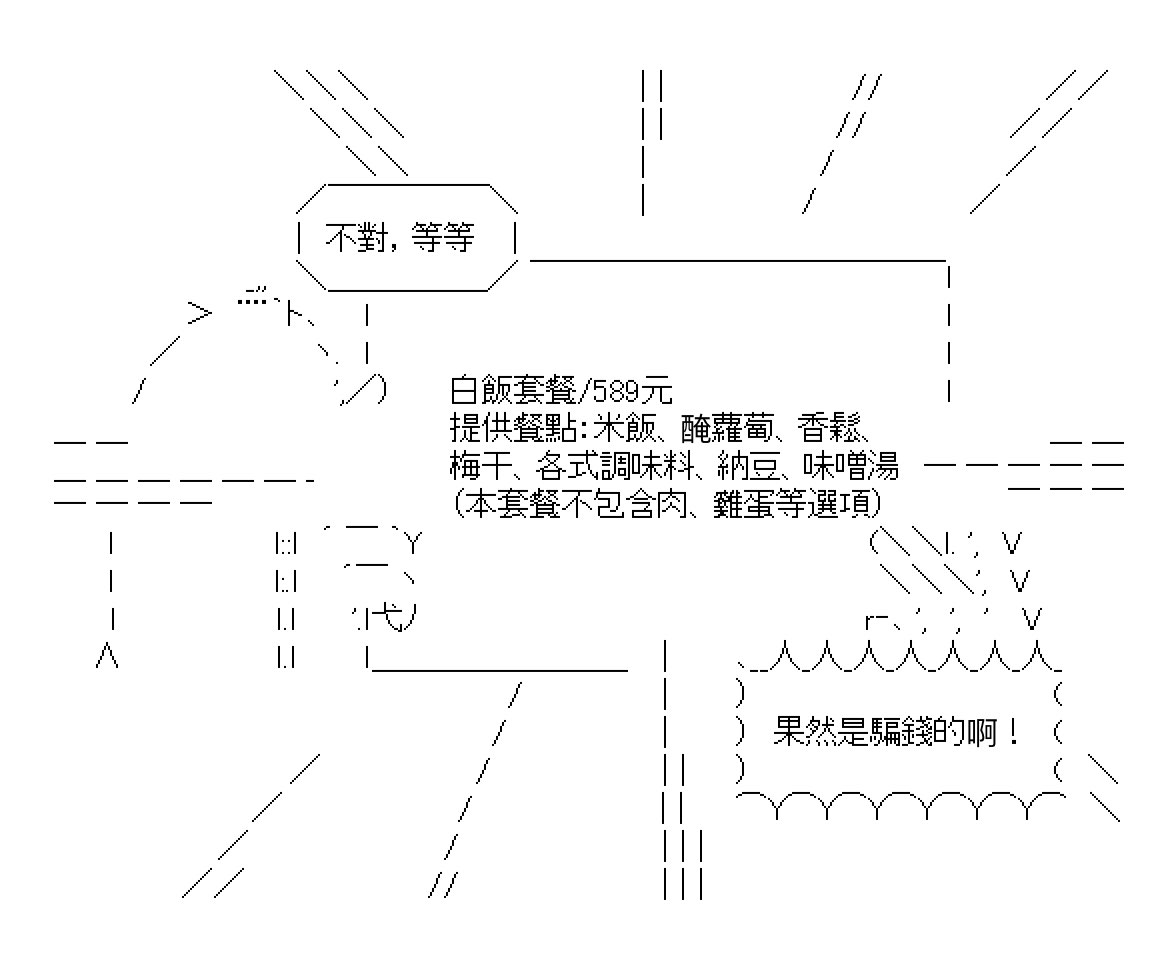 不對，等等
白飯套餐/589元
提供餐點:米飯、醃蘿蔔、香鬆、
梅干、各式調味料、納豆、味噌湯
(本套餐不包含肉、雞蛋等選項)
果然是騙錢的啊！